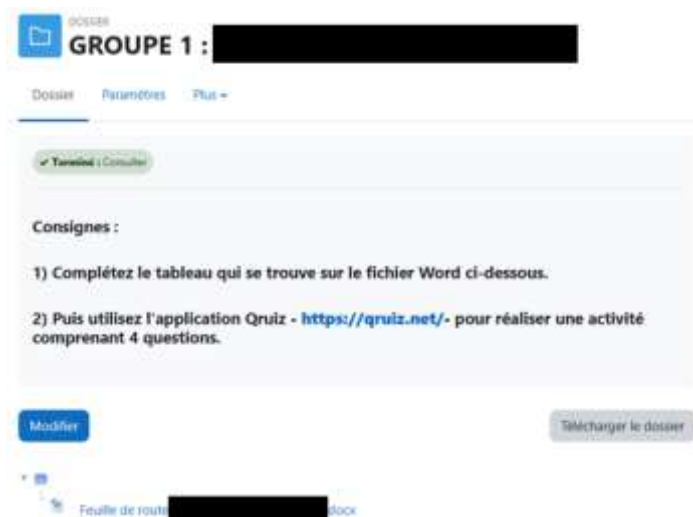 DOSSIER
GROUPE 1 :
Dossier Paramètres Plus
Terminé : Consulter
Consignes :
1) Complétez le tableau qui se trouve sur le fichier Word ci-dessous.
2) Puis utilisez l'application Qruiz - https://qruiz.net/- pour réaliser une activité
comprenant 4 questions.
Modifier Télécharger le dossier
Feuille de route docx